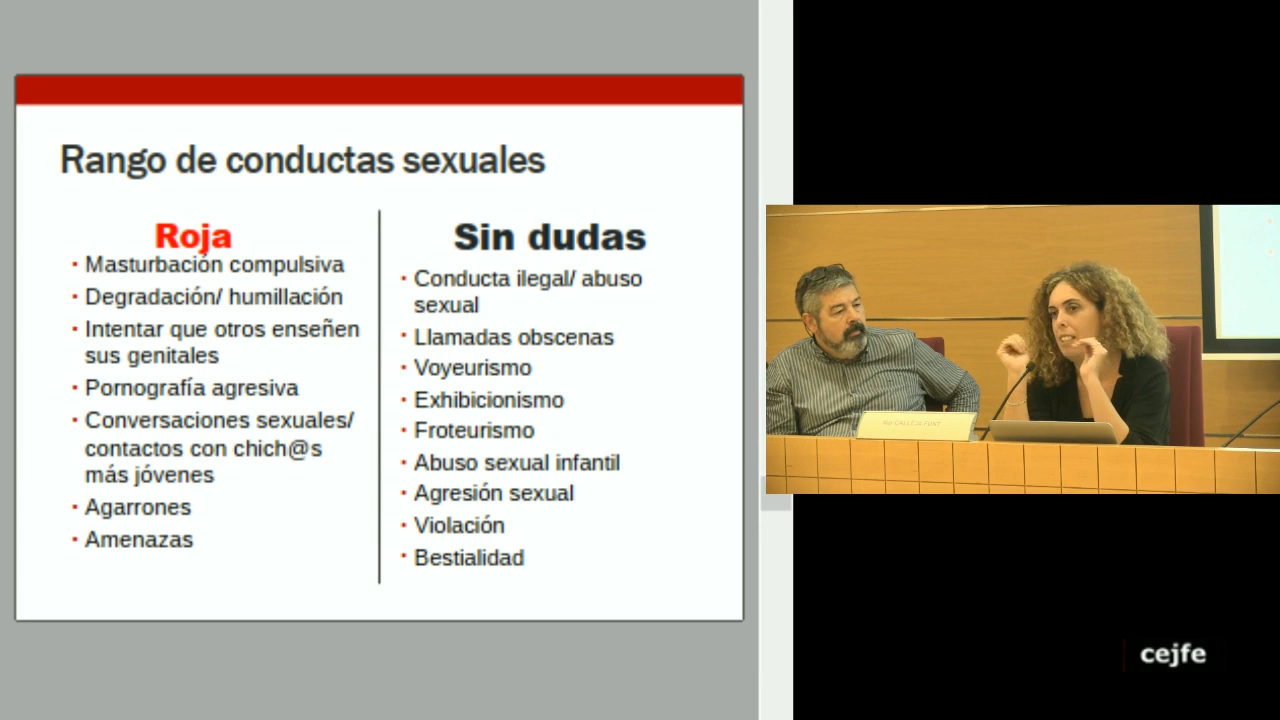 Rango de conductas sexuales
Roja
Masturbación compulsiva
Degradación/ humillación
Intentar que otros enseñen
sus genitales
Pornografía agresiva
Conversaciones sexuales/
contactos con chich@s
más jóvenes
Agarrones
Amenazas
Sin dudas
Conducta ilegal/ abuso
sexual
Llamadas obscenas
Voyeurismo
Exhibicionismo
Froteurismo
Abuso sexual infantil
Agresión sexual
Violación
Bestialidad
CALLEJA FONT
cejfe